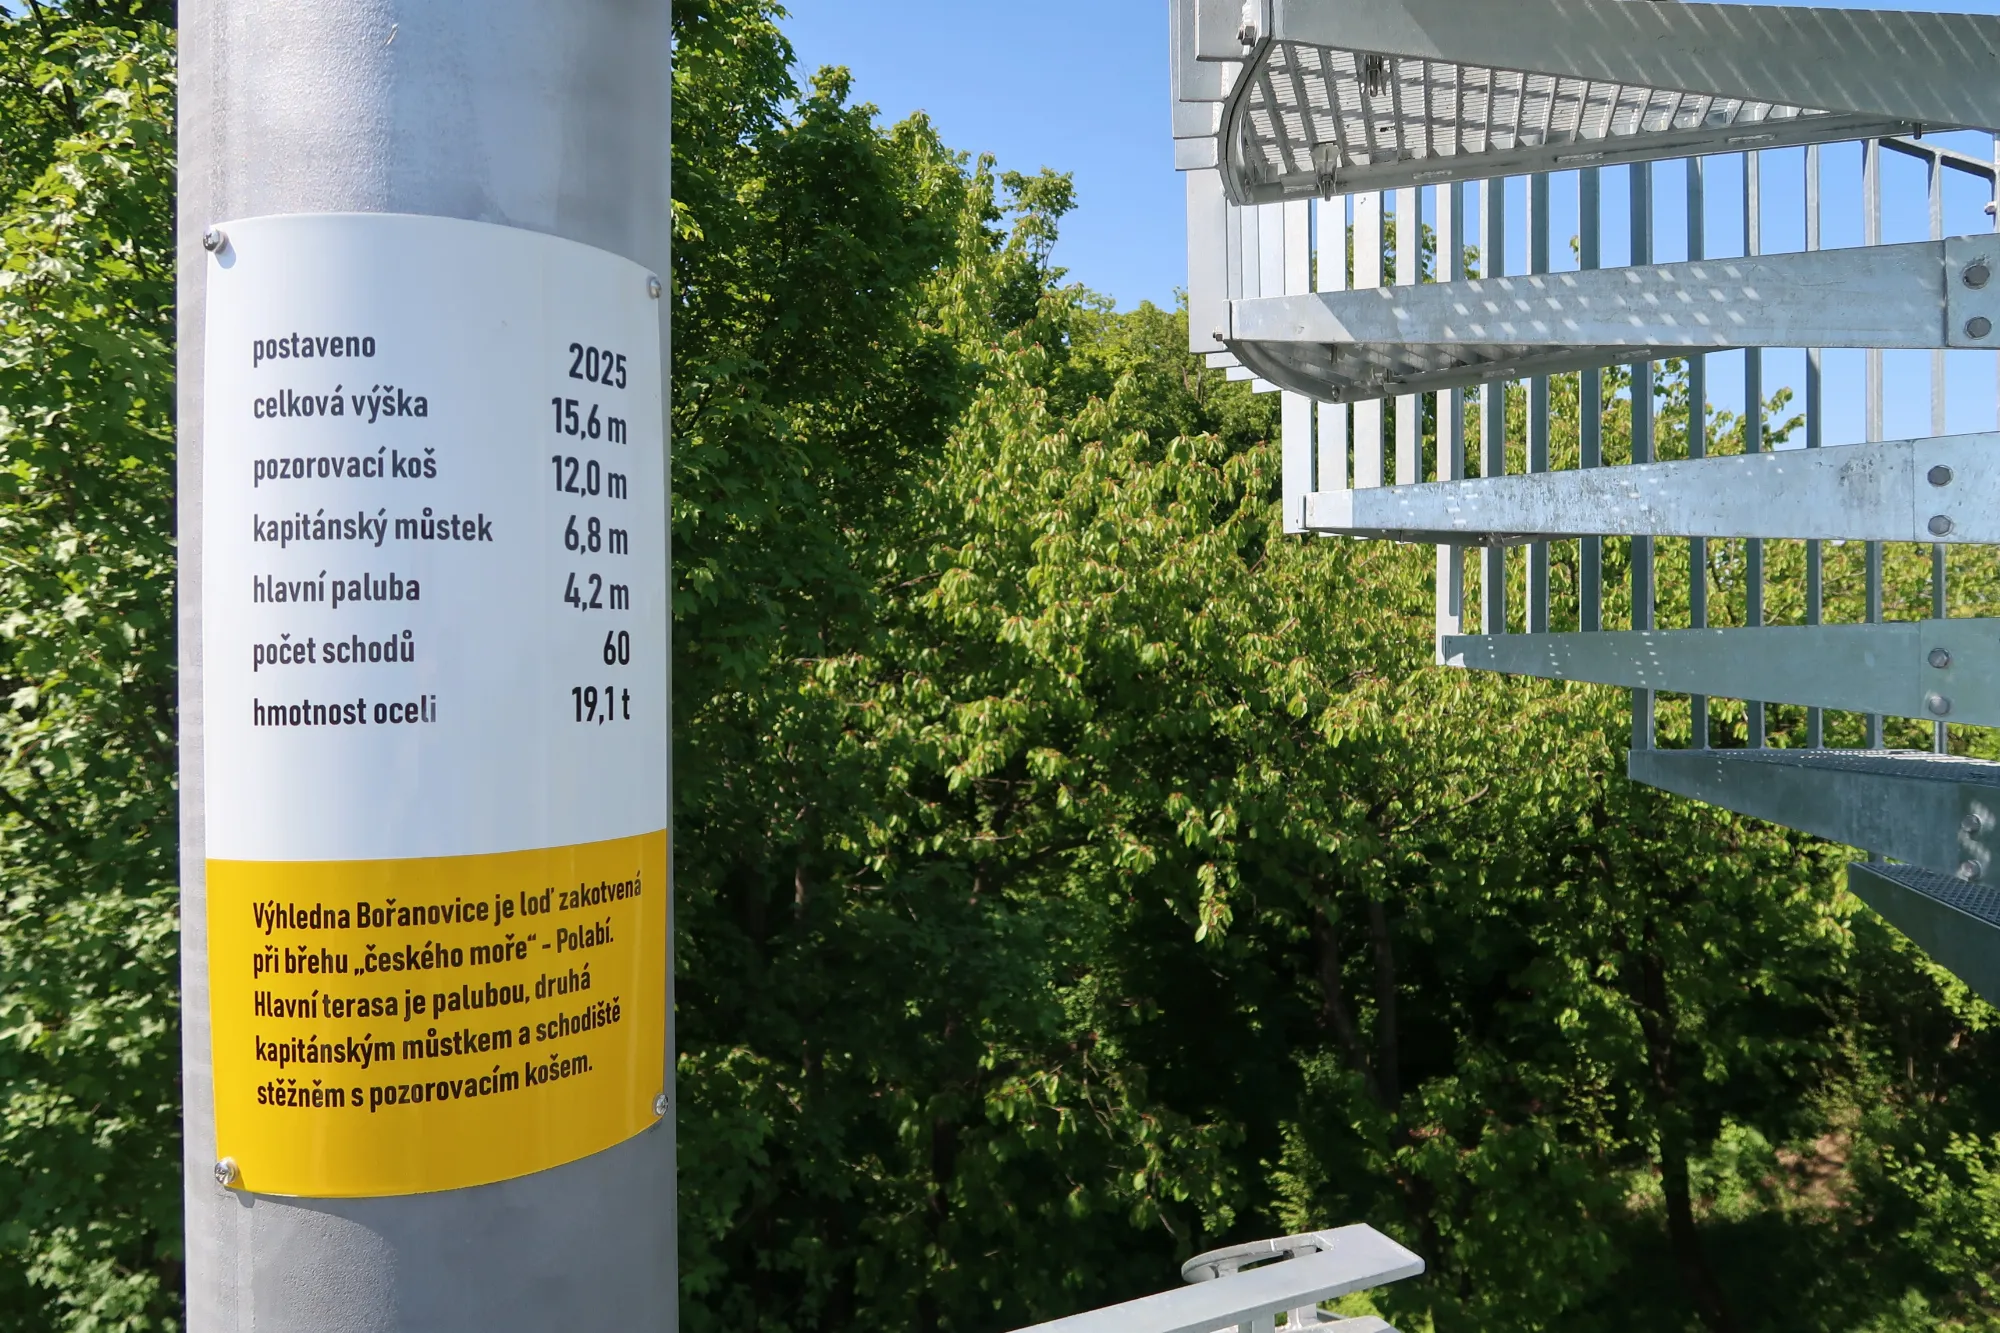 postaveno 2025
celková výška 15,6 m
pozorovací koš 12,0 m
kapitánský můstek 6,8 m
hlavní paluba 4,2 m
počet schodů 60
hmotnost oceli 19,1 t
Výhledna Bořanovice je loď zakotvená
při břehu „českého moře“ - Polabí.
Hlavní terasa je palubou, druhá
kapitánským můstkem a schodiště
stěžněm s pozorovacím košem.